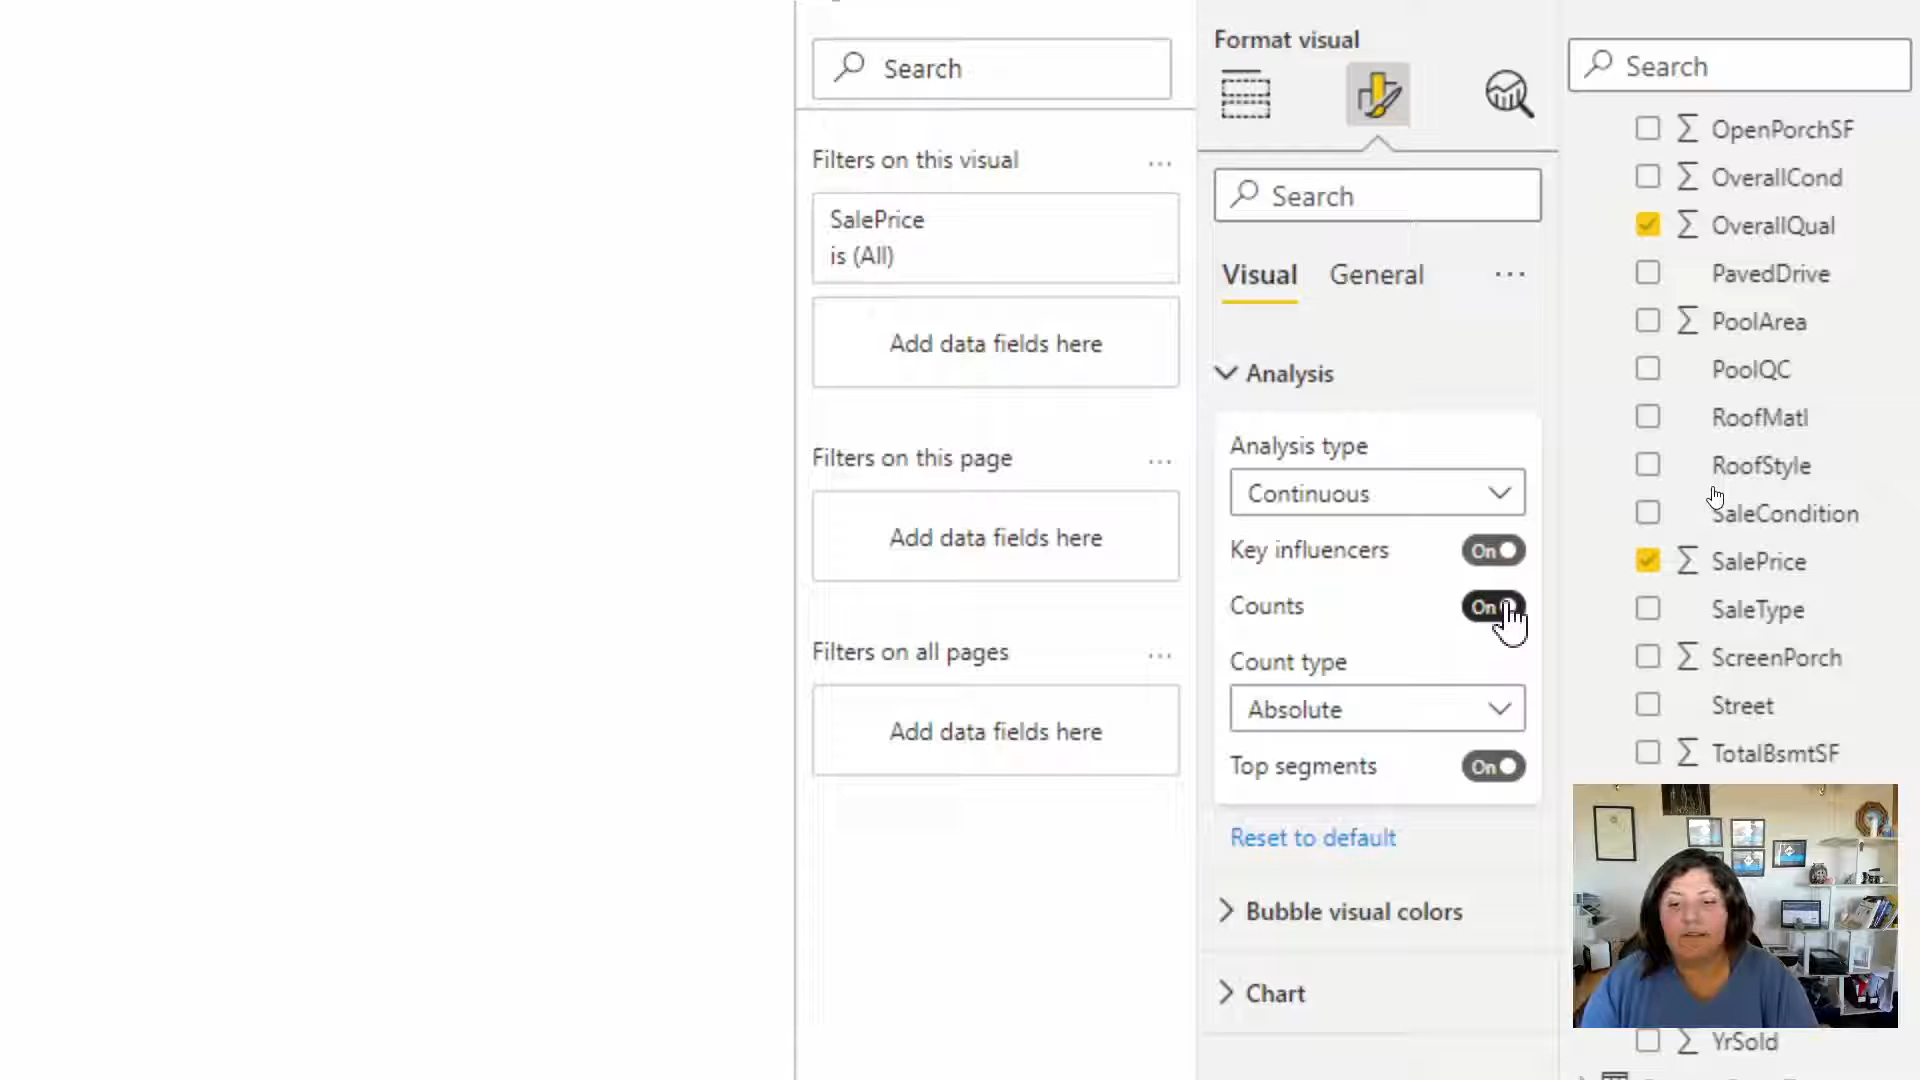 Search
Filters on this visual
...
SalePrice
is (All)
Add data fields here
Filters on this page
...
Add data fields here
Filters on all pages
...
Add data fields here
Format visual
Search
Visual
General
...
Analysis
Analysis type
Continuous
Key influencers
On
Counts
On
Count type
Absolute
Top segments
On
Reset to default
Bubble visual colors
Chart
Search
∑ OpenPorchSF
∑ OverallCond
∑ OverallQual
PavedDrive
∑ PoolArea
PoolQC
RoofMatl
RoofStyle
SaleCondition
∑ SalePrice
SaleType
∑ ScreenPorch
Street
∑ TotalBsmtSF
∑ YrSold